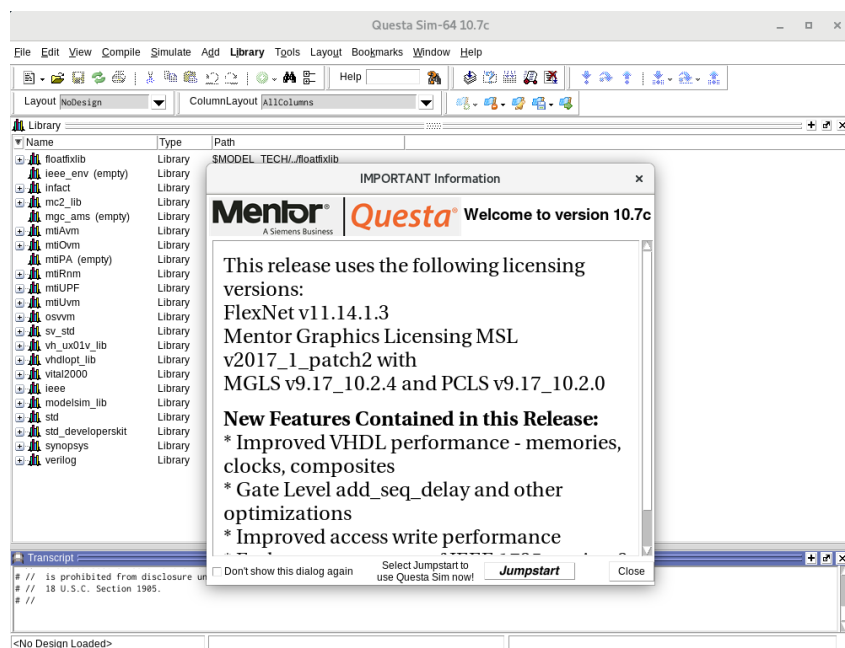 Questa Sim-64 10.7c
File Edit View Compile Simulate Add Library Tools Layout Bookmarks Window Help
Help
Layout NoDesign ColumnLayout AllColumns
Library
Name Type Path
floatfixlib Library $MODEL_TECH/../floatfixlib
ieee_env (empty) Library
infact Library
mc2_lib Library
mgc_ams (empty) Library
mtiAvm Library
mtiOvm Library
mtiPA (empty) Library
mtiRnm Library
mtiUPF Library
mtiUvm Library
osvvm Library
sv_std Library
vh_ux01v_lib Library
vhdlopt_lib Library
vital2000 Library
ieee Library
modelsim_lib Library
std Library
std_developerskit Library
synopsys Library
verilog Library
IMPORTANT Information
Mentor®
A Siemens Business
Questa® Welcome to version 10.7c
This release uses the following licensing
versions:
FlexNet v11.14.1.3
Mentor Graphics Licensing MSL
v2017_1_patch2 with
MGLS v9.17_10.2.4 and PCLS v9.17_10.2.0
New Features Contained in this Release:
* Improved VHDL performance - memories,
clocks, composites
* Gate Level add_seq_delay and other
optimizations
* Improved access write performance
Don't show this dialog again
Select Jumpstart to
use Questa Sim now!
Jumpstart
Close
Transcript
# // is prohibited from disclosure un
# // 18 U.S.C. Section 1905.
# //
<No Design Loaded>